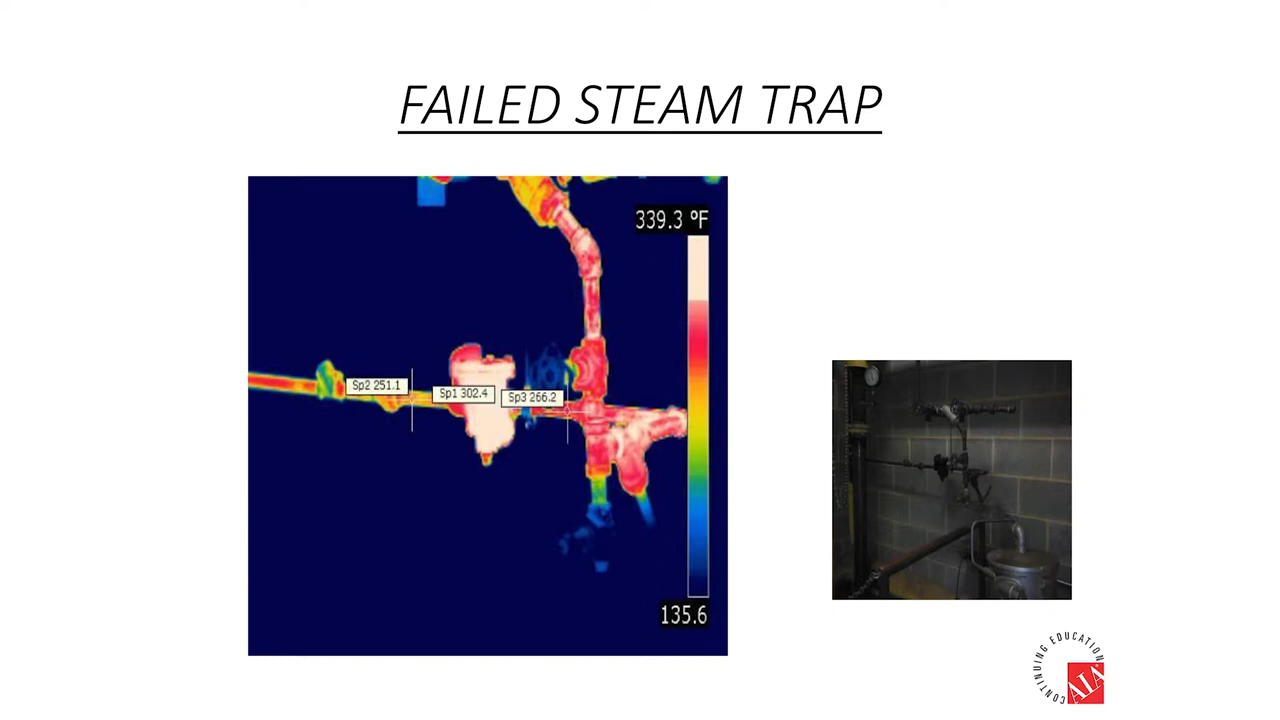 FAILED STEAM TRAP
339.3 °F
Sp2 251.1
Sp1 302.4
Sp3 266.2
135.6
CONTINUING EDUCATION
AIA